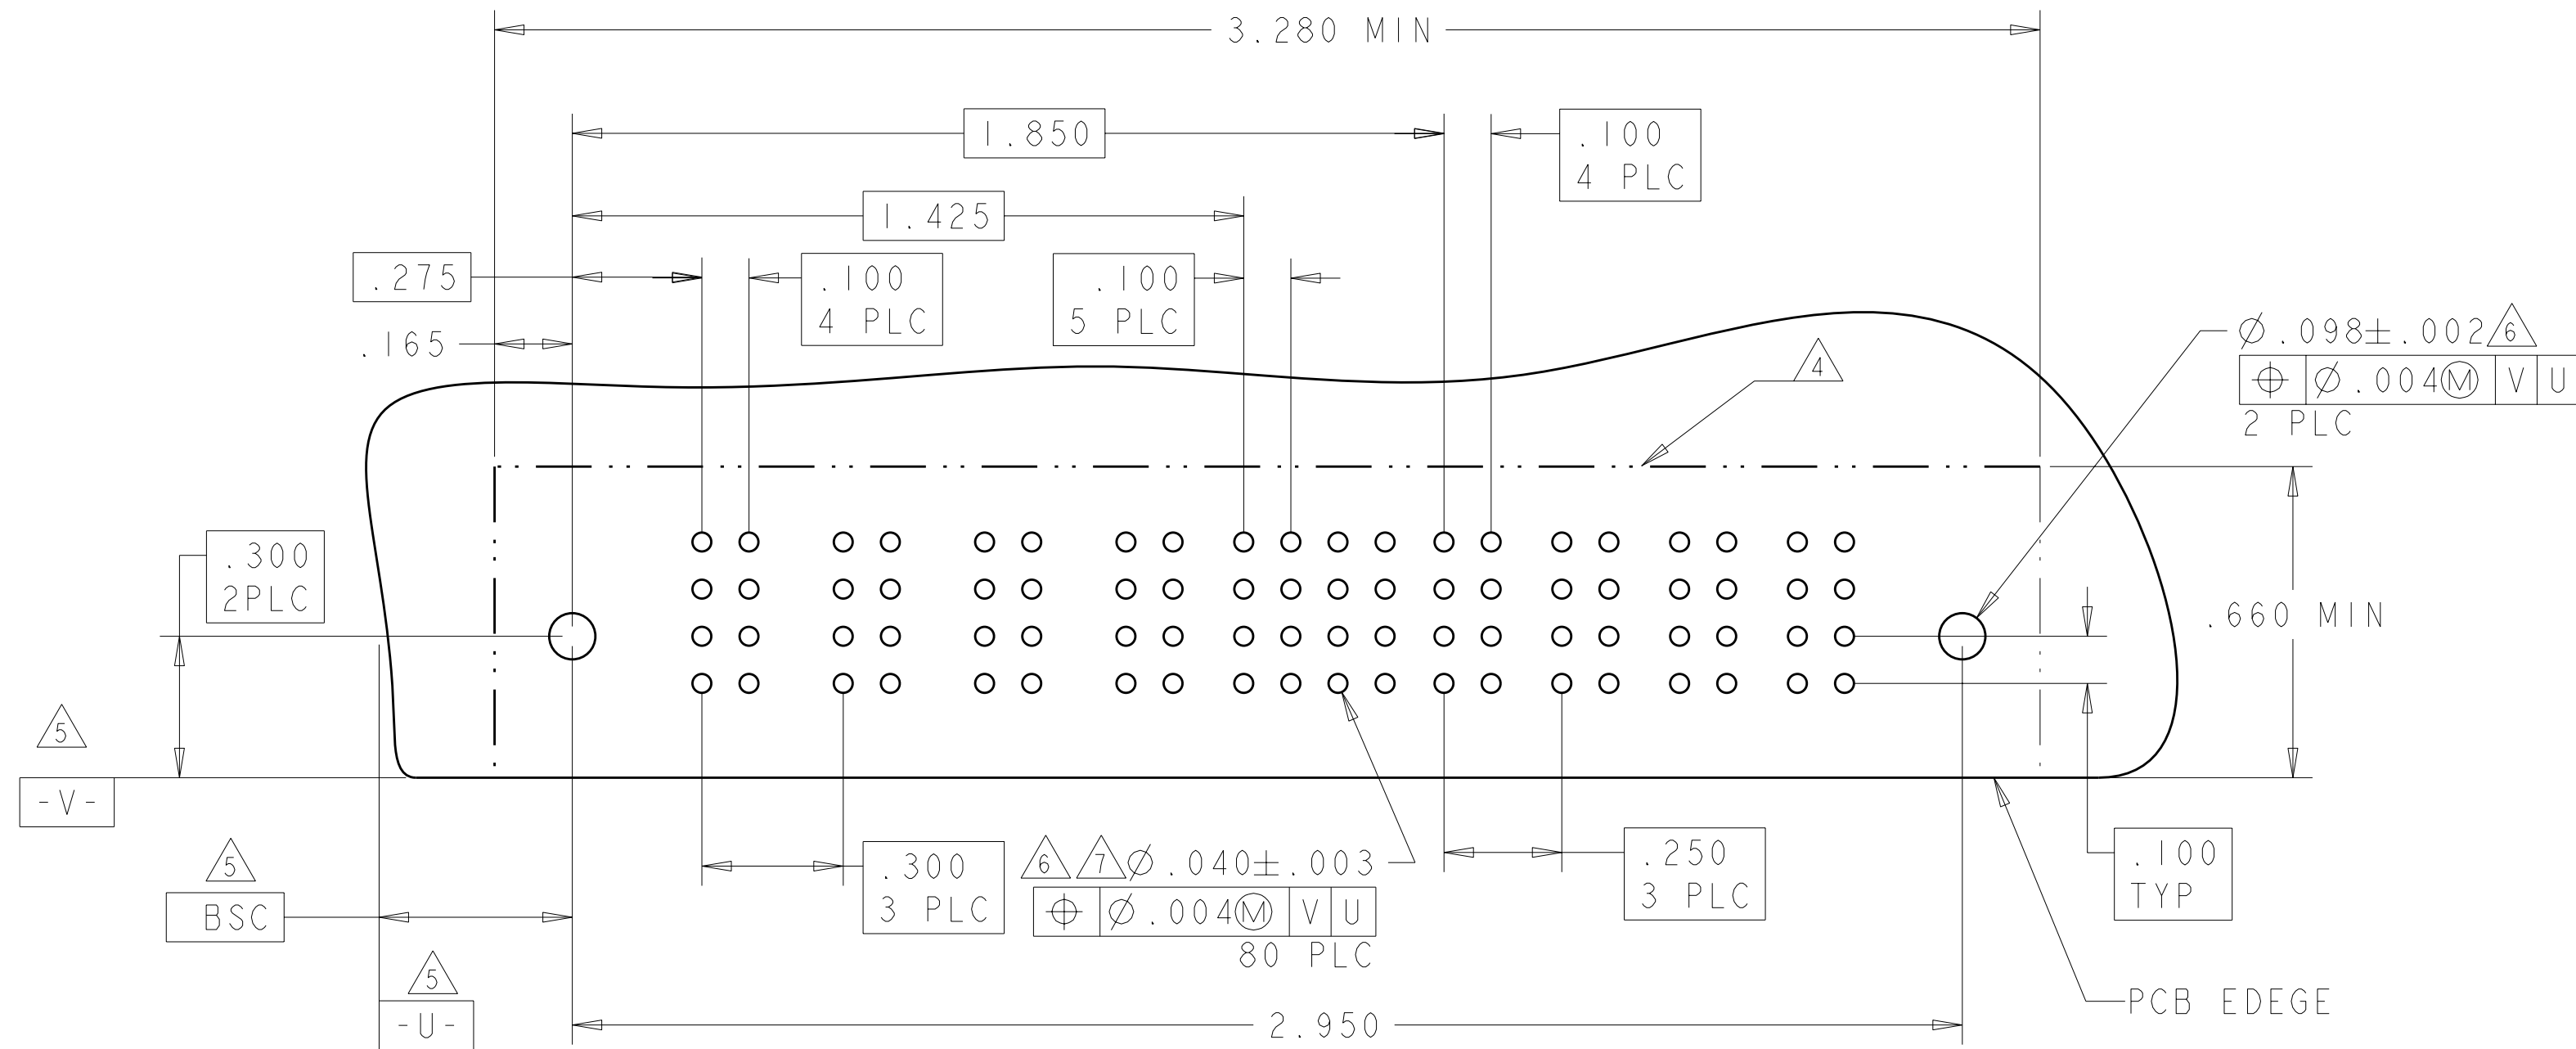 3.280 MIN
1.850
.100
4 PLC
1.425
.275
.100
4 PLC
.100
5 PLC
.165
4
Ø.098±.002 6
⌖ Ø.004Ⓜ V U
2 PLC
.300
2PLC
.660 MIN
5
-V-
5
BSC
5
-U-
.300
3 PLC
6 7 Ø.040±.003
⌖ Ø.004Ⓜ V U
80 PLC
.250
3 PLC
.100
TYP
PCB EDEGE
2.950